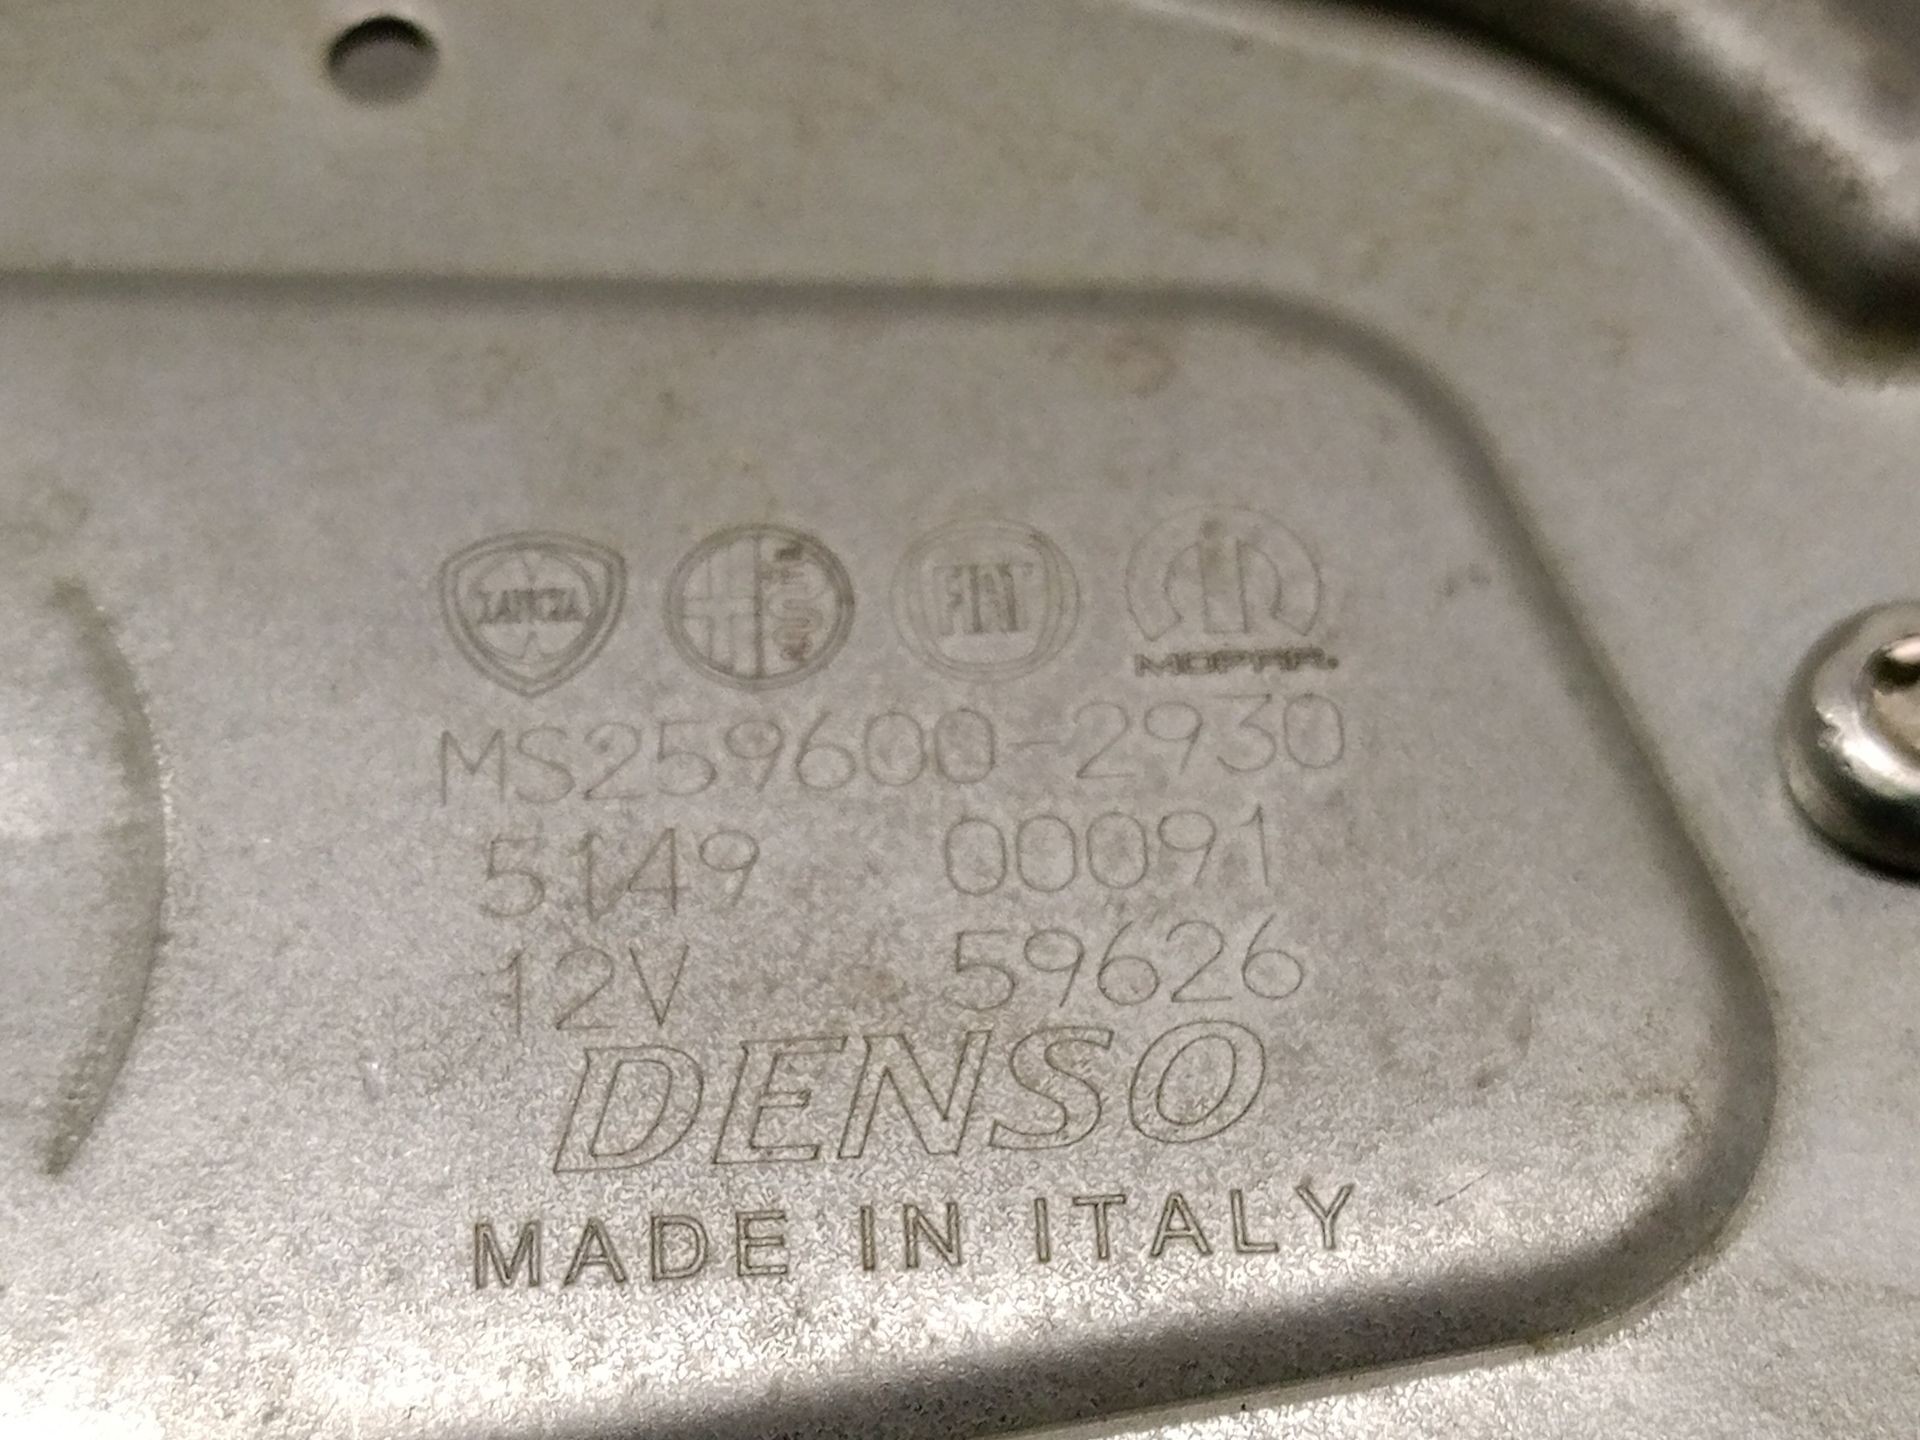 LANCIA FIAT
MOPAR.
MS259600-2930
5149 00091
12V 59626
DENSO
MADE IN ITALY